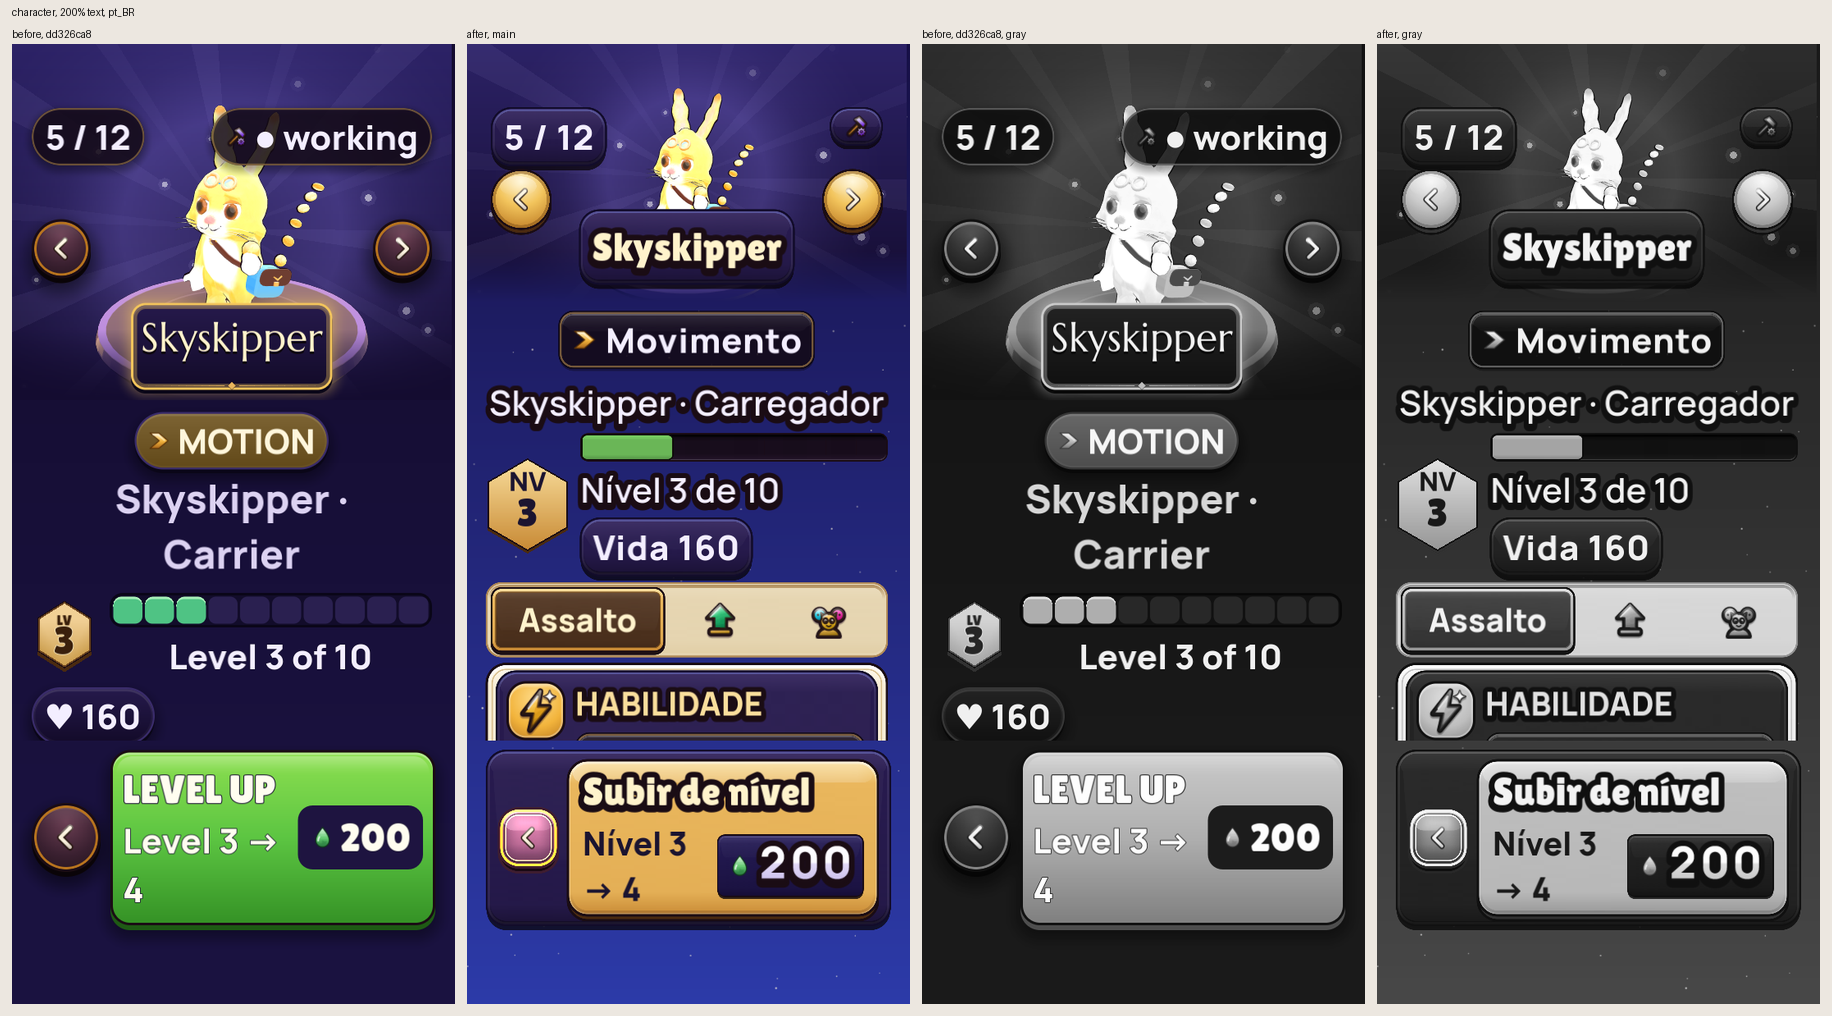 character, 200% text, pt_BR
before, dd326ca8
5 / 12
● working
Skyskipper
MOTION
Skyskipper ·
Carrier
LV
3
Level 3 of 10
♥ 160
LEVEL UP
Level 3 →
4
200
after, main
5 / 12
Skyskipper
Movimento
Skyskipper · Carregador
NV
3
Nível 3 de 10
Vida 160
Assalto
HABILIDADE
Subir de nível
Nível 3
→ 4
200
before, dd326ca8, gray
5 / 12
● working
Skyskipper
MOTION
Skyskipper ·
Carrier
LV
3
Level 3 of 10
♥ 160
LEVEL UP
Level 3 →
4
200
after, gray
5 / 12
Skyskipper
Movimento
Skyskipper · Carregador
NV
3
Nível 3 de 10
Vida 160
Assalto
HABILIDADE
Subir de nível
Nível 3
→ 4
200